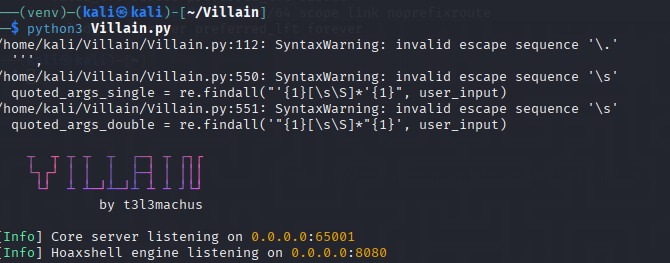 (venv)─(kali㉿kali)-[~/Villain]
$ python3 Villain.py
/home/kali/Villain/Villain.py:112: SyntaxWarning: invalid escape sequence '\.'
''',
/home/kali/Villain/Villain.py:550: SyntaxWarning: invalid escape sequence '\s'
quoted_args_single = re.findall("'{1}[\s\S]*'{1}", user_input)
/home/kali/Villain/Villain.py:551: SyntaxWarning: invalid escape sequence '\s'
quoted_args_double = re.findall('"{1}[\s\S]*"{1}', user_input)
VILLAIN
by t3l3machus
[Info] Core server listening on 0.0.0.0:65001
[Info] Hoaxshell engine listening on 0.0.0.0:8080